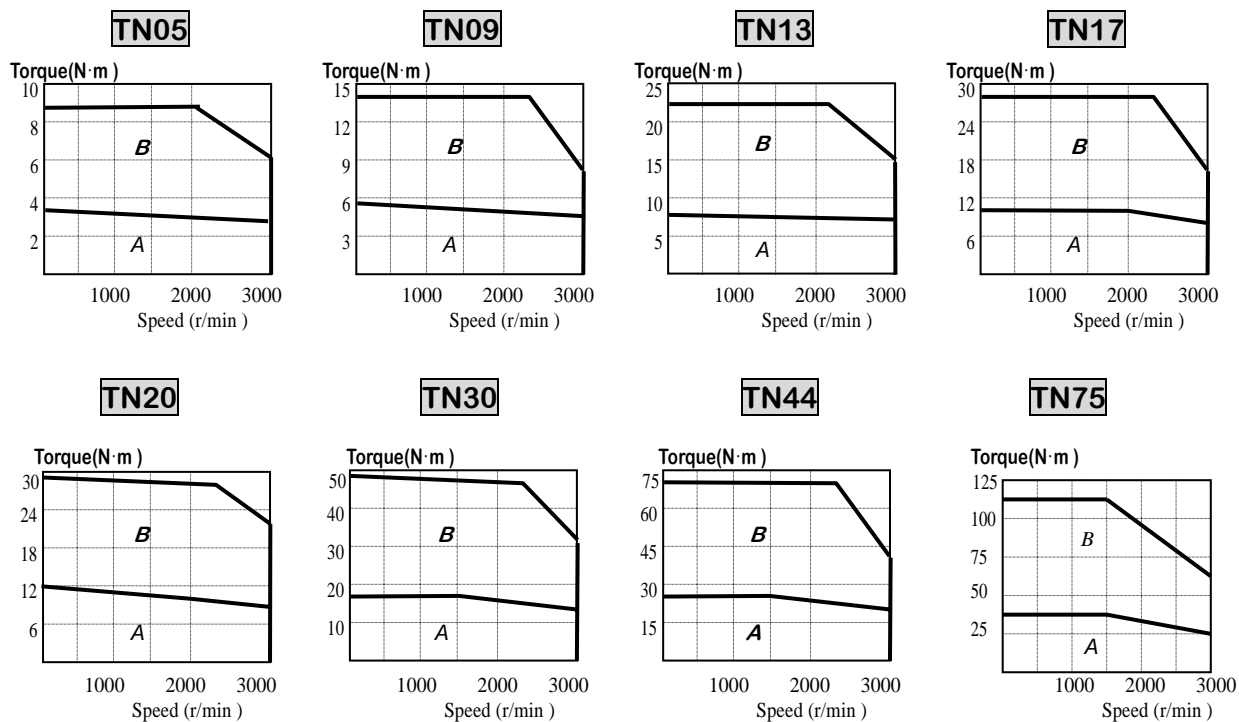 TN05 TN09 TN13 TN17
Torque(N·m ) Torque(N·m ) Torque(N·m ) Torque(N·m )
10 15 25 30
8 12 20 24
B B B B
6 9 15 18
4 6 10 12
2 A 3 A 5 A 6 A
1000 2000 3000 1000 2000 3000 1000 2000 3000 1000 2000 3000
Speed (r/min ) Speed (r/min ) Speed (r/min ) Speed (r/min )
TN20 TN30 TN44 TN75
Torque(N·m ) Torque(N·m ) Torque(N·m ) Torque(N·m )
30 50 75 125
24 40 60 100
B B B B
18 30 45 75
12 20 30 50
6 A 10 A 15 A 25 A
1000 2000 3000 1000 2000 3000 1000 2000 3000 1000 2000 3000
Speed (r/min ) Speed (r/min ) Speed (r/min ) Speed (r/min )